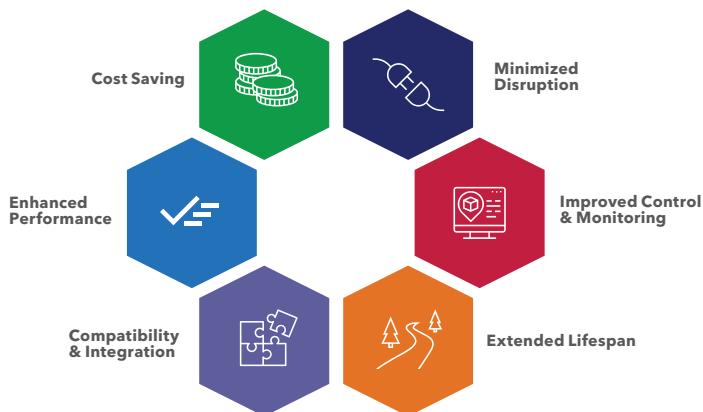 Cost Saving
Minimized
Disruption
Enhanced
Performance
Improved Control
& Monitoring
Compatibility
& Integration
Extended Lifespan